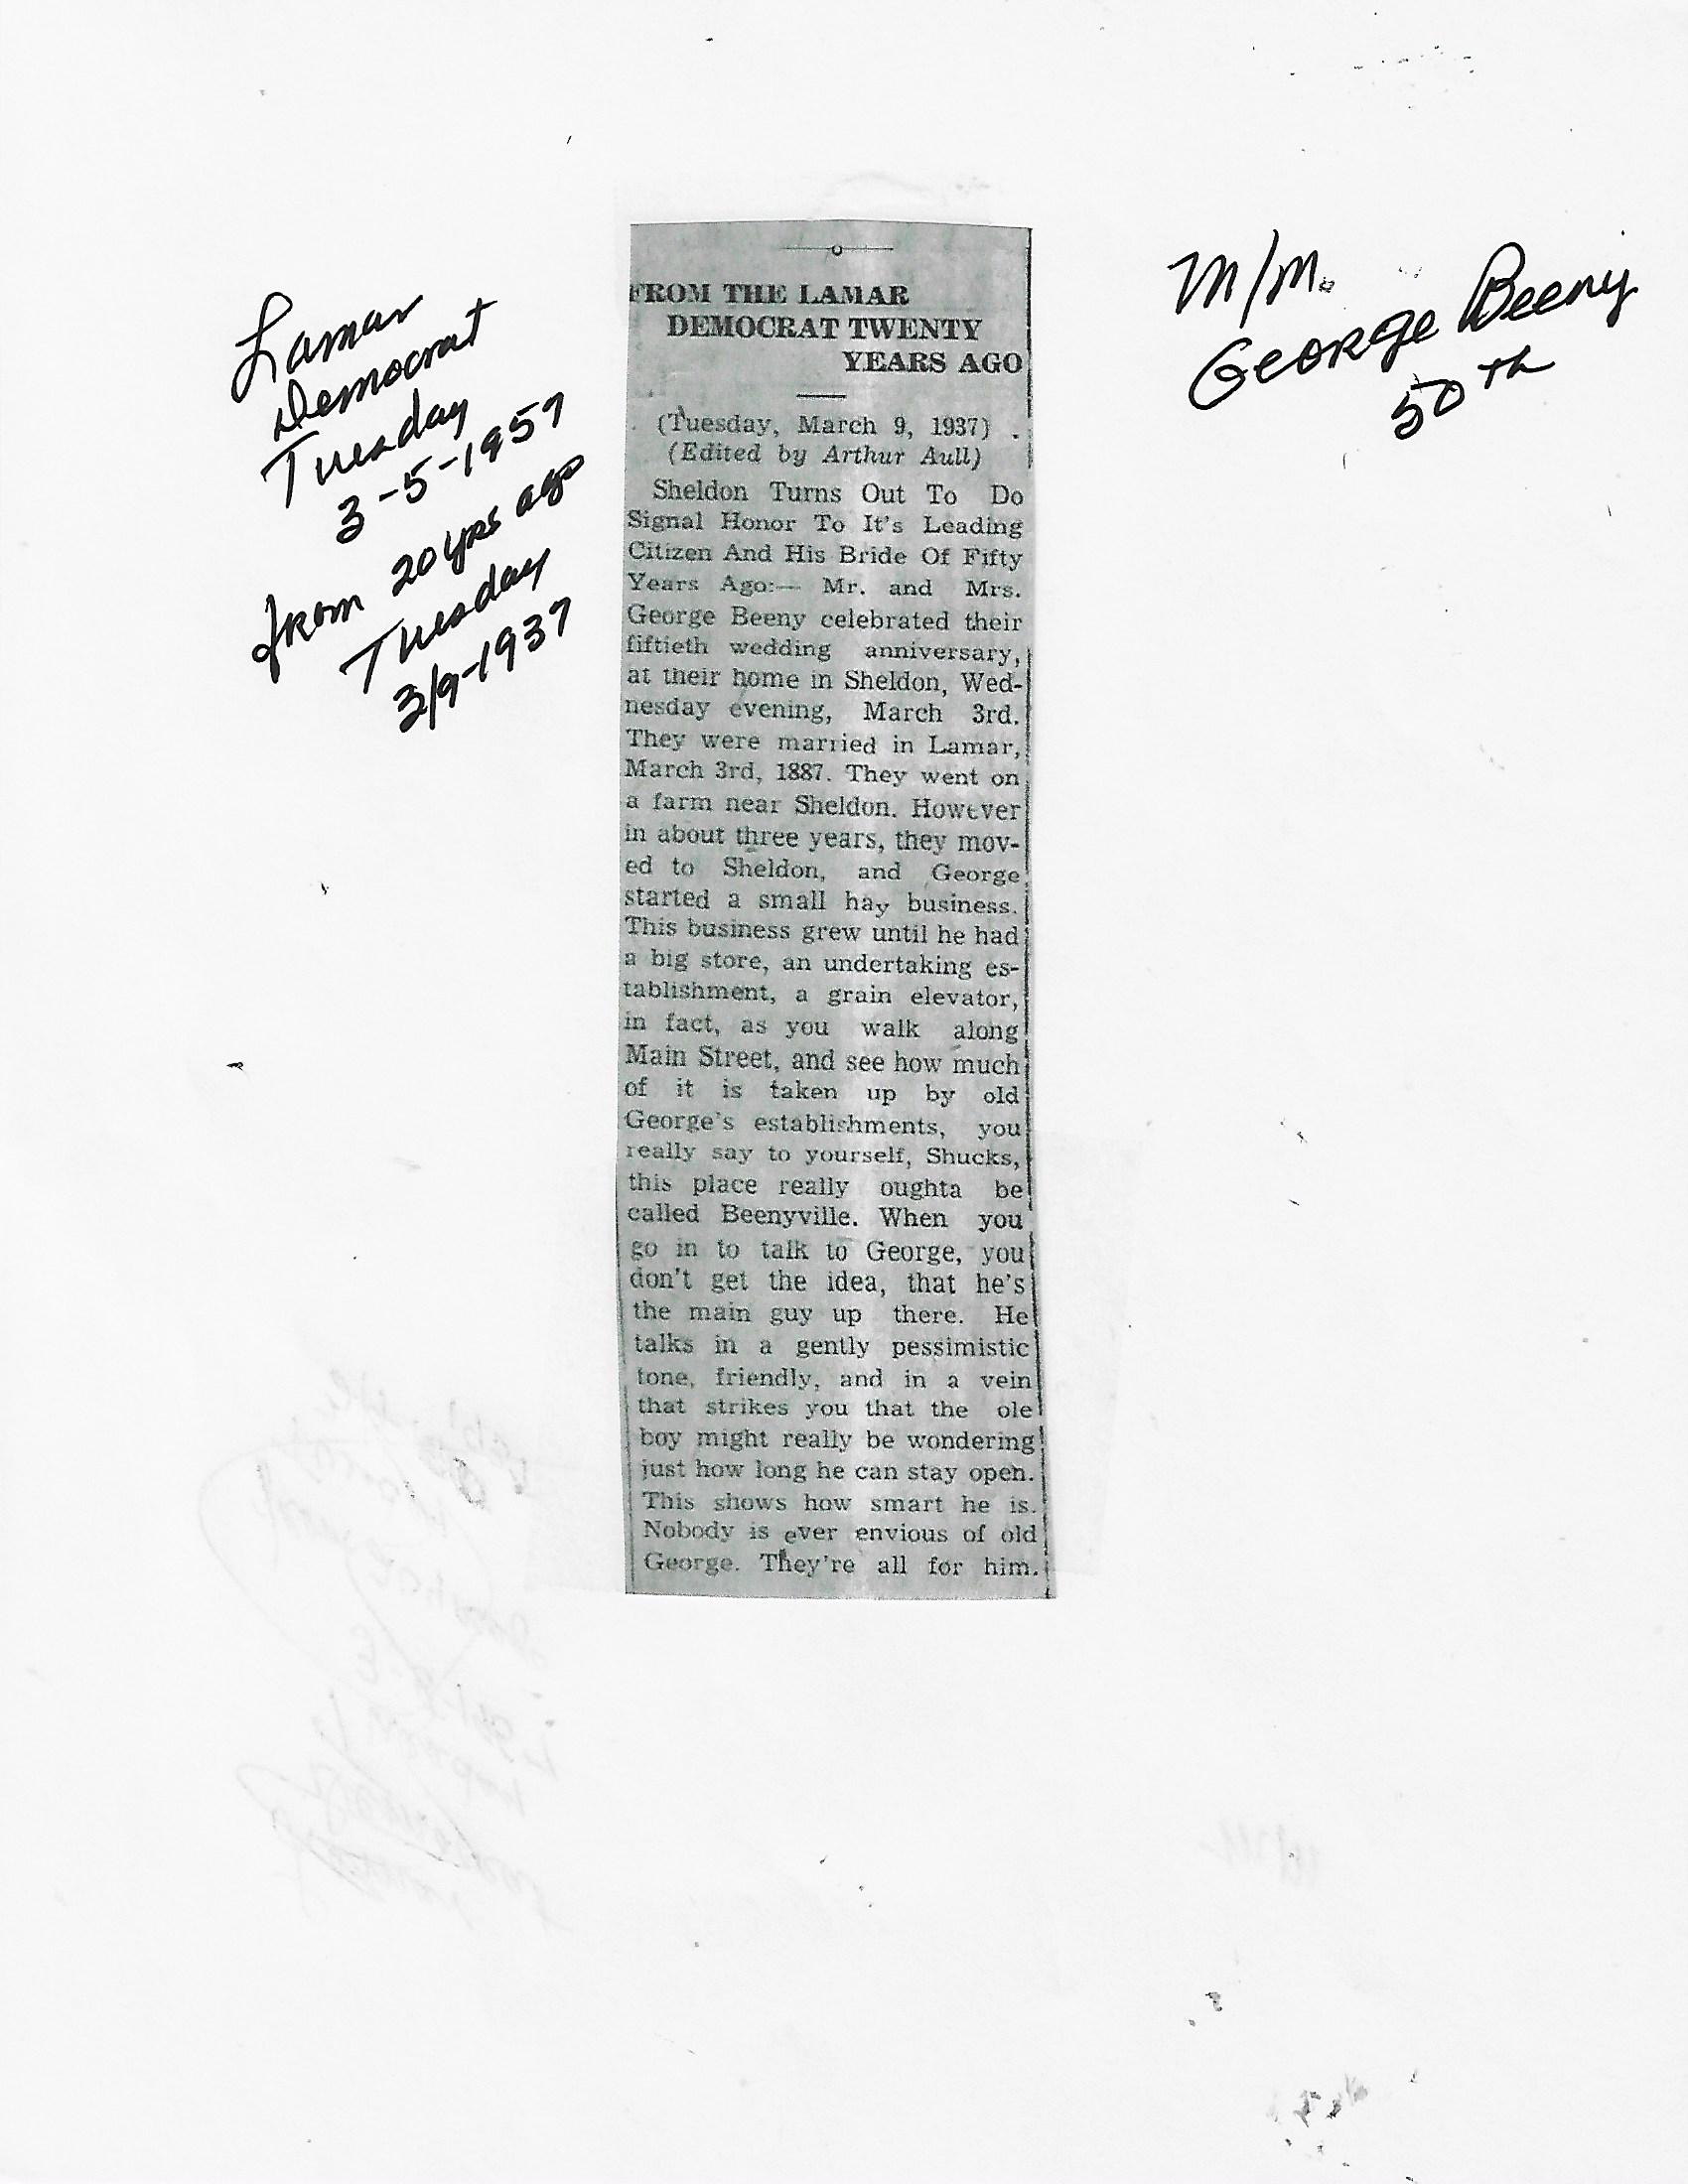 Lamar
Democrat
Tuesday
3-5-1957
from 20 yrs ago
Tuesday
3/9-1937
M/M.
George Beeny
50th
FROM THE LAMAR
DEMOCRAT TWENTY
YEARS AGO
(Tuesday, March 9, 1937)
(Edited by Arthur Aull)
Sheldon Turns Out To Do
Signal Honor To It's Leading
Citizen And His Bride Of Fifty
Years Ago:— Mr. and Mrs.
George Beeny celebrated their
fiftieth wedding anniversary,
at their home in Sheldon, Wed-
nesday evening, March 3rd.
They were married in Lamar,
March 3rd, 1887. They went on
a farm near Sheldon. However
in about three years, they mov-
ed to Sheldon, and George
started a small hay business.
This business grew until he had
a big store, an undertaking es-
tablishment, a grain elevator,
in fact, as you walk along
Main Street, and see how much
of it is taken up by old
George's establishments, you
really say to yourself, Shucks,
this place really oughta be
called Beenyville. When you
go in to talk to George, you
don't get the idea, that he's
the main guy up there. He
talks in a gently pessimistic
tone, friendly, and in a vein
that strikes you that the ole
boy might really be wondering
just how long he can stay open.
This shows how smart he is.
Nobody is ever envious of old
George. They're all for him.